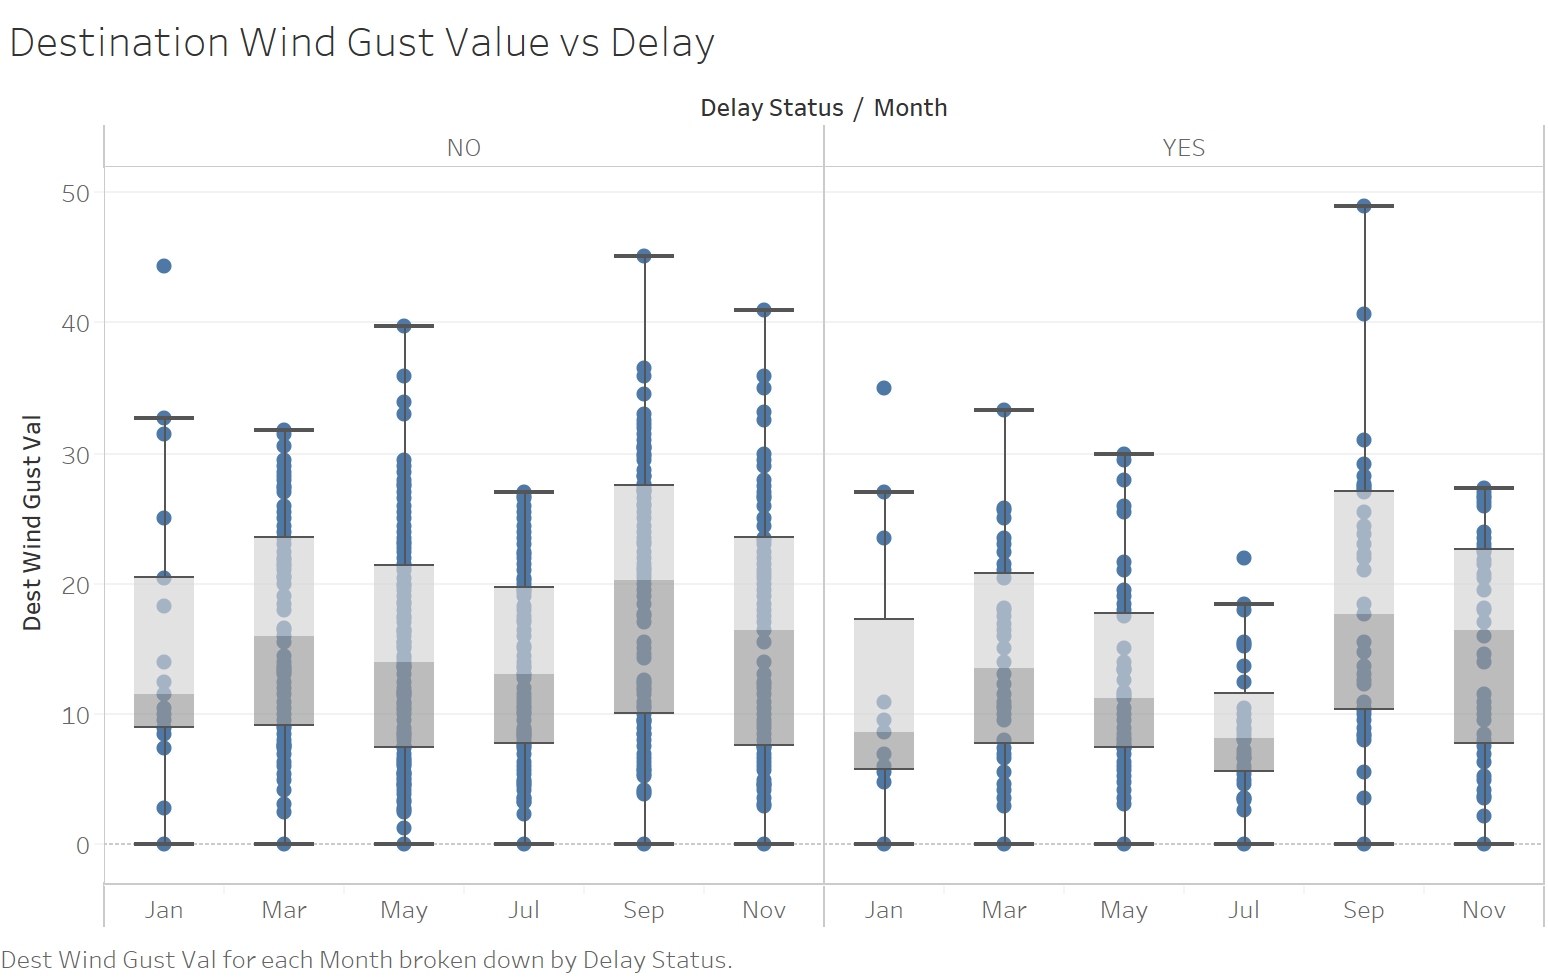 Destination Wind Gust Value vs Delay
Delay Status / Month
NO YES
50
40
30
20
10
0
Dest Wind Gust Val
Jan Mar May Jul Sep Nov Jan Mar May Jul Sep Nov
Dest Wind Gust Val for each Month broken down by Delay Status.